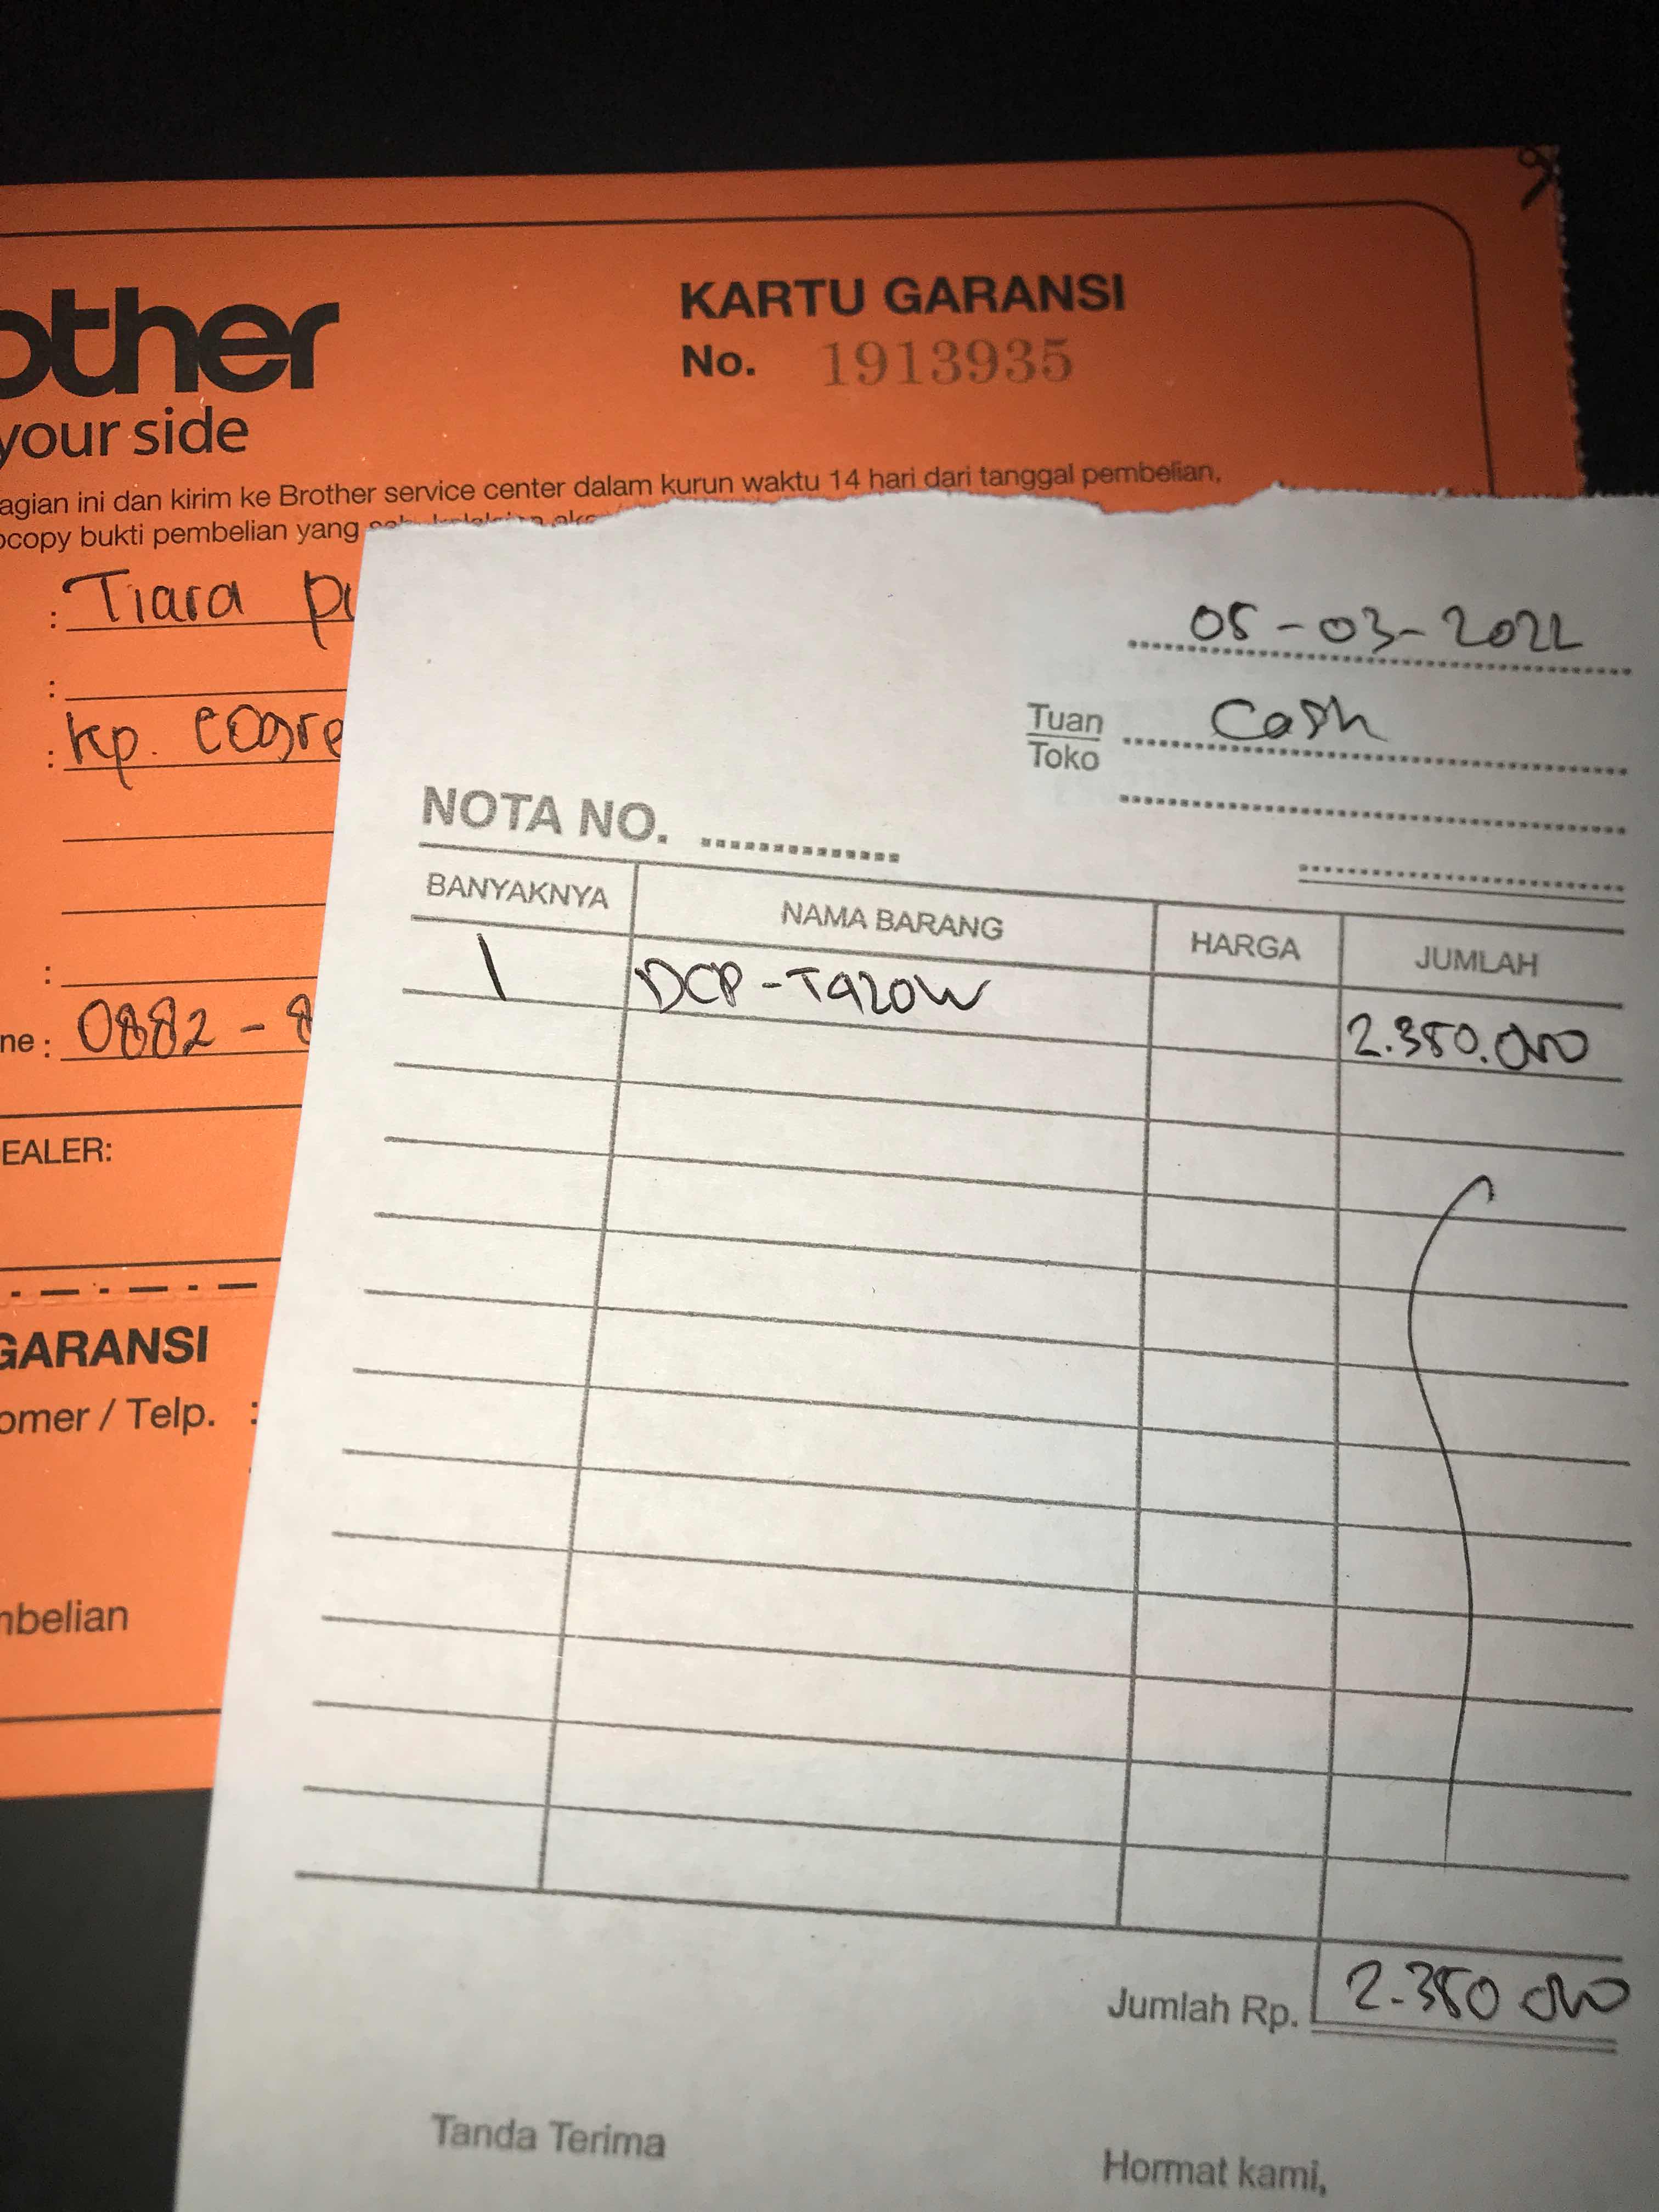 other
your side
KARTU GARANSI
No. 1913935
agian ini dan kirim ke Brother service center dalam kurun waktu 14 hari dari tanggal pembelian,
ocopy bukti pembelian yang
: Tiara
:
: Kp.
:
ne : 0882 - 8
EALER:
GARANSI
omer / Telp. :
mbelian
05-03-2022
Tuan Cash
Toko
NOTA NO.
BANYAKNYA NAMA BARANG HARGA JUMLAH
1 DCP-T920W 2.350.000
Jumlah Rp. 2.350 000
Tanda Terima
Hormat kami,